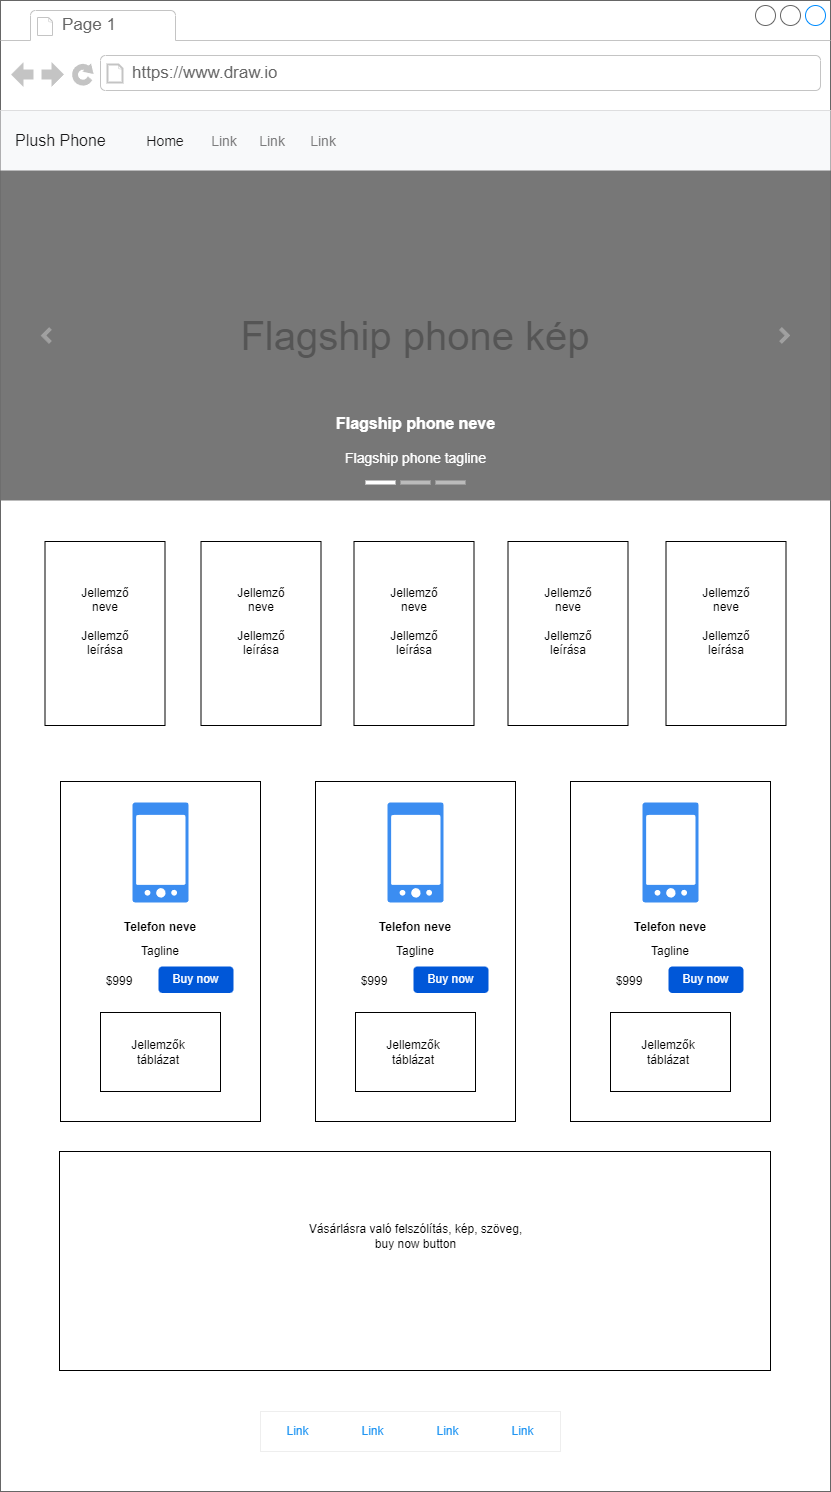 Page 1
https://www.draw.io
Plush Phone Home Link Link Link
Flagship phone kép
Flagship phone neve
Flagship phone tagline
Jellemző
neve
Jellemző
leírása
Jellemző
neve
Jellemző
leírása
Jellemző
neve
Jellemző
leírása
Jellemző
neve
Jellemző
leírása
Jellemző
neve
Jellemző
leírása
Telefon neve
Tagline
$999 Buy now
Jellemzők
táblázat
Telefon neve
Tagline
$999 Buy now
Jellemzők
táblázat
Telefon neve
Tagline
$999 Buy now
Jellemzők
táblázat
Vásárlásra való felszólítás, kép, szöveg,
buy now button
Link Link Link Link